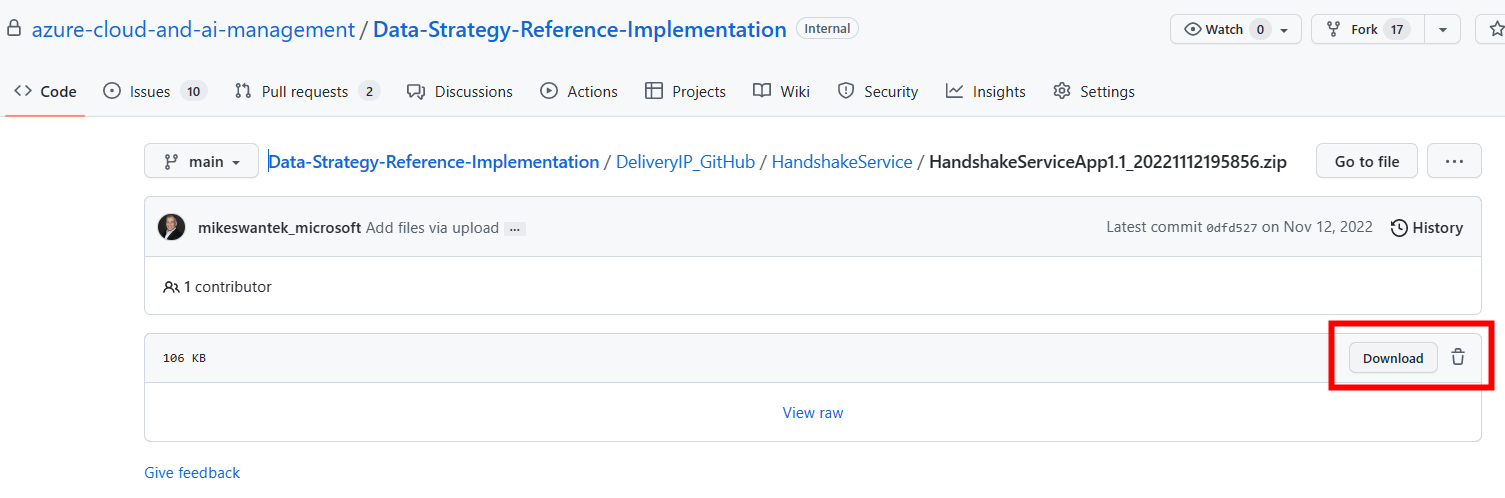 azure-cloud-and-ai-management / Data-Strategy-Reference-Implementation Internal Watch 0 Fork 17
Code Issues 10 Pull requests 2 Discussions Actions Projects Wiki Security Insights Settings
main Data-Strategy-Reference-Implementation / DeliveryIP_GitHub / HandshakeService / HandshakeServiceApp1.1_20221112195856.zip Go to file ...
mikeswantek_microsoft Add files via upload ... Latest commit 0dfd527 on Nov 12, 2022 History
1 contributor
106 KB Download
View raw
Give feedback